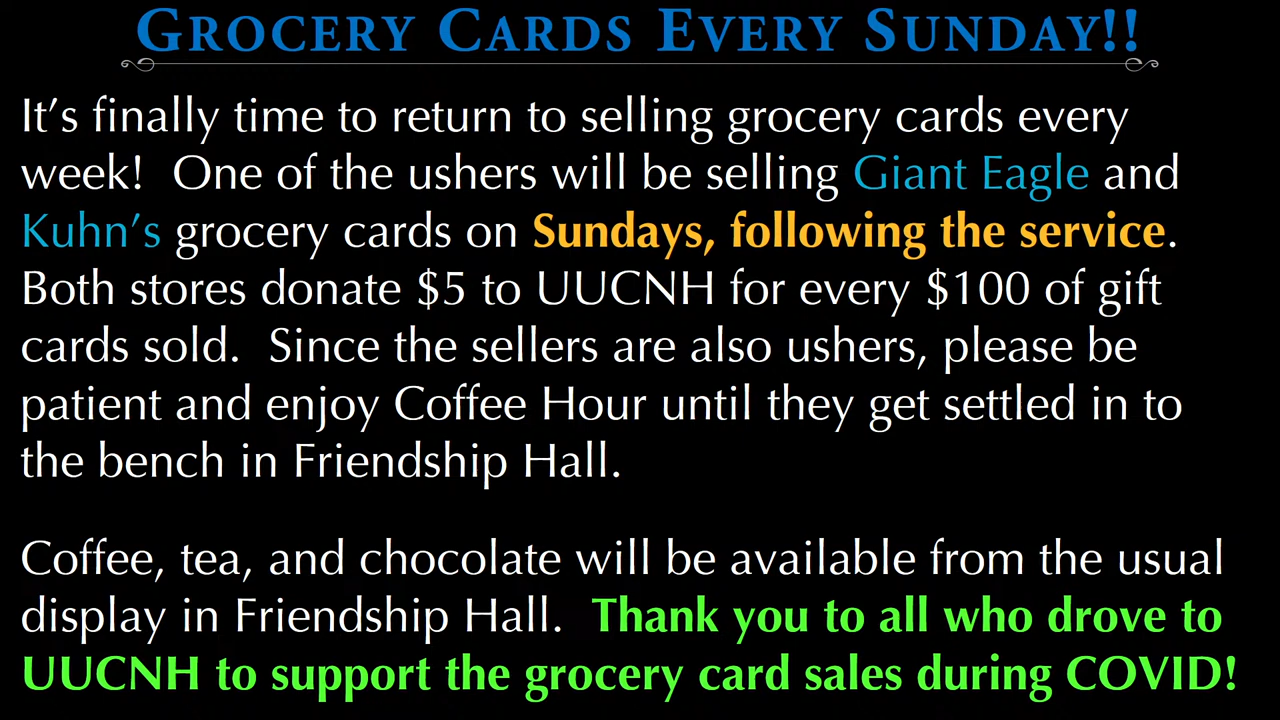 GROCERY CARDS EVERY SUNDAY!!
It’s finally time to return to selling grocery cards every
week!  One of the ushers will be selling Giant Eagle and
Kuhn’s grocery cards on Sundays, following the service.
Both stores donate $5 to UUCNH for every $100 of gift
cards sold.  Since the sellers are also ushers, please be
patient and enjoy Coffee Hour until they get settled in to
the bench in Friendship Hall.
Coffee, tea, and chocolate will be available from the usual
display in Friendship Hall.  Thank you to all who drove to
UUCNH to support the grocery card sales during COVID!